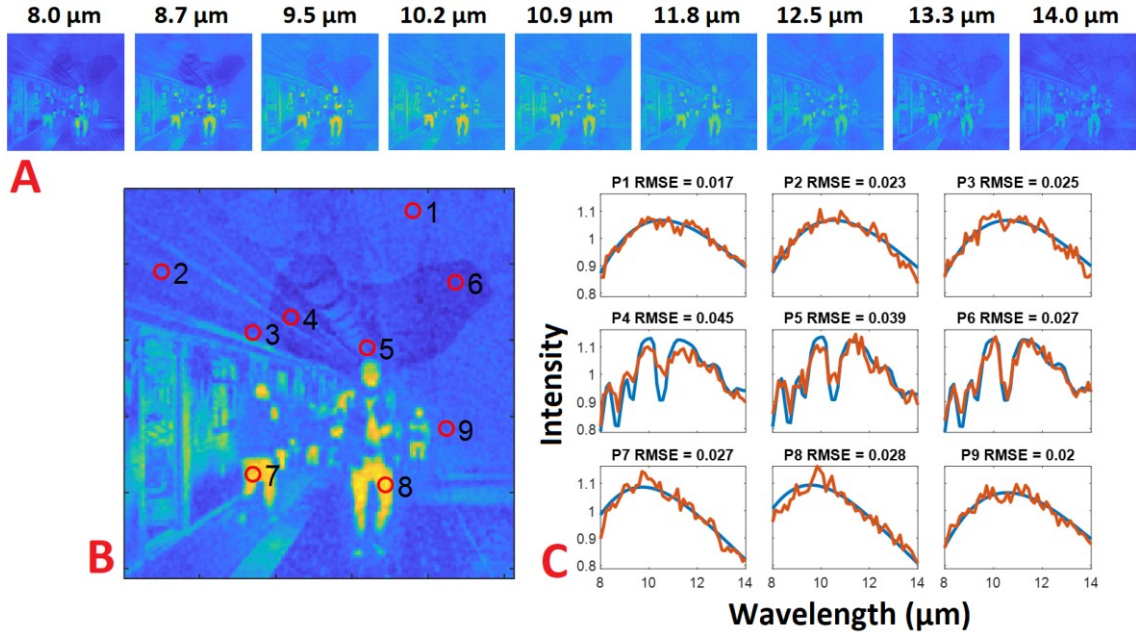 8.0 µm 8.7 µm 9.5 µm 10.2 µm 10.9 µm 11.8 µm 12.5 µm 13.3 µm 14.0 µm
A
1
2
6
4
3
5
9
7
8
B
P1 RMSE = 0.017 P2 RMSE = 0.023 P3 RMSE = 0.025
1.1
1
0.9
0.8
P4 RMSE = 0.045 P5 RMSE = 0.039 P6 RMSE = 0.027
1.1
1
0.9
0.8
P7 RMSE = 0.027 P8 RMSE = 0.028 P9 RMSE = 0.02
1.1
1
0.9
0.8
8 10 12 14 8 10 12 14 8 10 12 14
Intensity
C
Wavelength (µm)